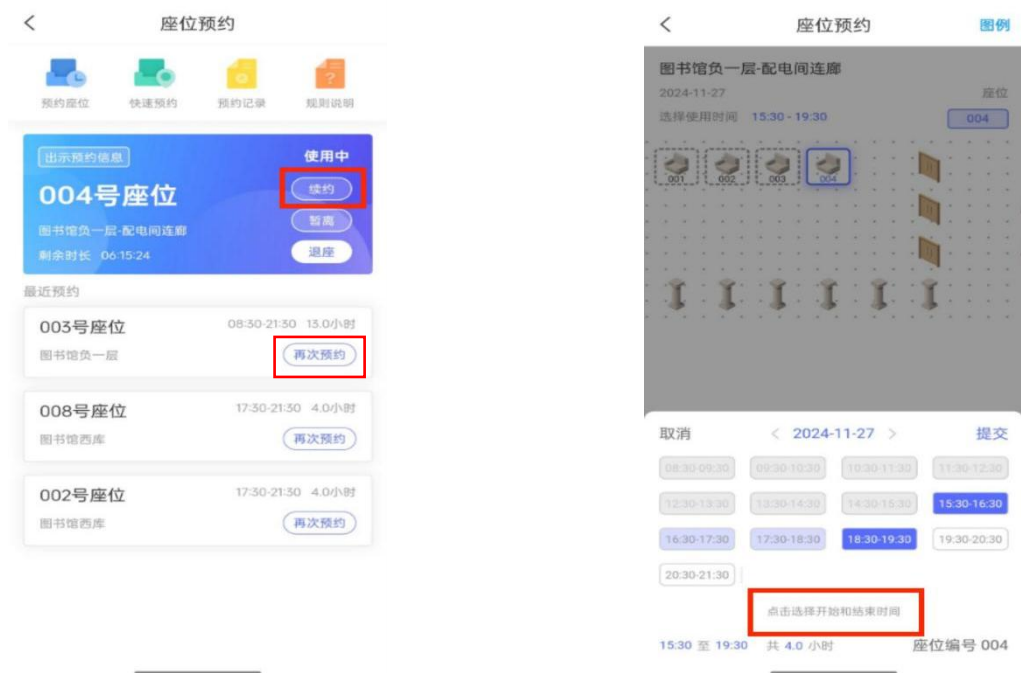 座位预约
预约座位 快速预约 预约记录 规则说明
出示预约信息 使用中
004号座位 续约
图书馆负一层-配电间连廊 暂离
剩余时长 06:15:24 退座
最近预约
003号座位 08:30-21:30 13.0小时
图书馆负一层 再次预约
008号座位 17:30-21:30 4.0小时
图书馆西库 再次预约
002号座位 17:30-21:30 4.0小时
图书馆西库 再次预约
座位预约 图例
图书馆负一层-配电间连廊
2024-11-27 座位
选择使用时间 15:30 - 19:30 004
001 002 003 004
取消 < 2024-11-27 > 提交
08:30-09:30 09:30-10:30 10:30-11:30 11:30-12:30
12:30-13:30 13:30-14:30 14:30-15:30 15:30-16:30
16:30-17:30 17:30-18:30 18:30-19:30 19:30-20:30
20:30-21:30
点击选择开始和结束时间
15:30 至 19:30 共 4.0 小时 座位编号 004